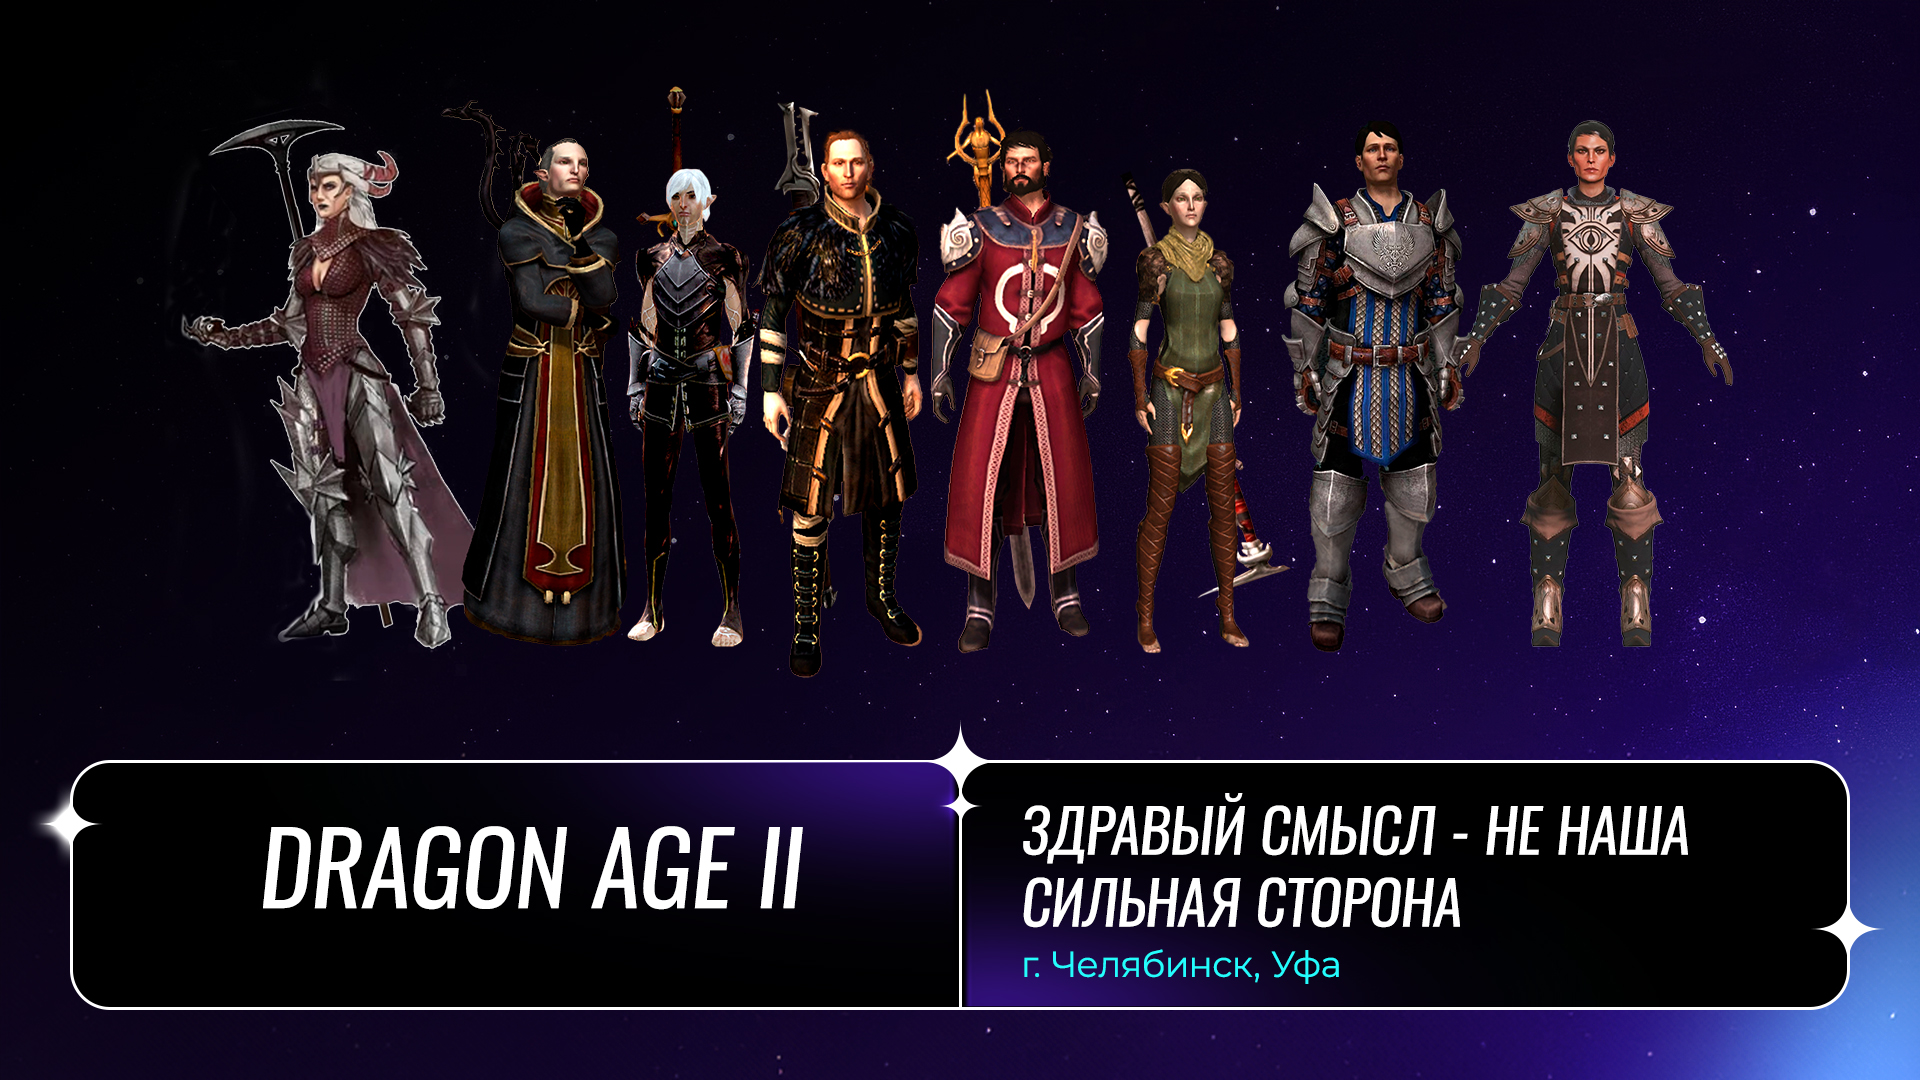 DRAGON AGE II
ЗДРАВЫЙ СМЫСЛ - НЕ НАША
СИЛЬНАЯ СТОРОНА
г. Челябинск, Уфа